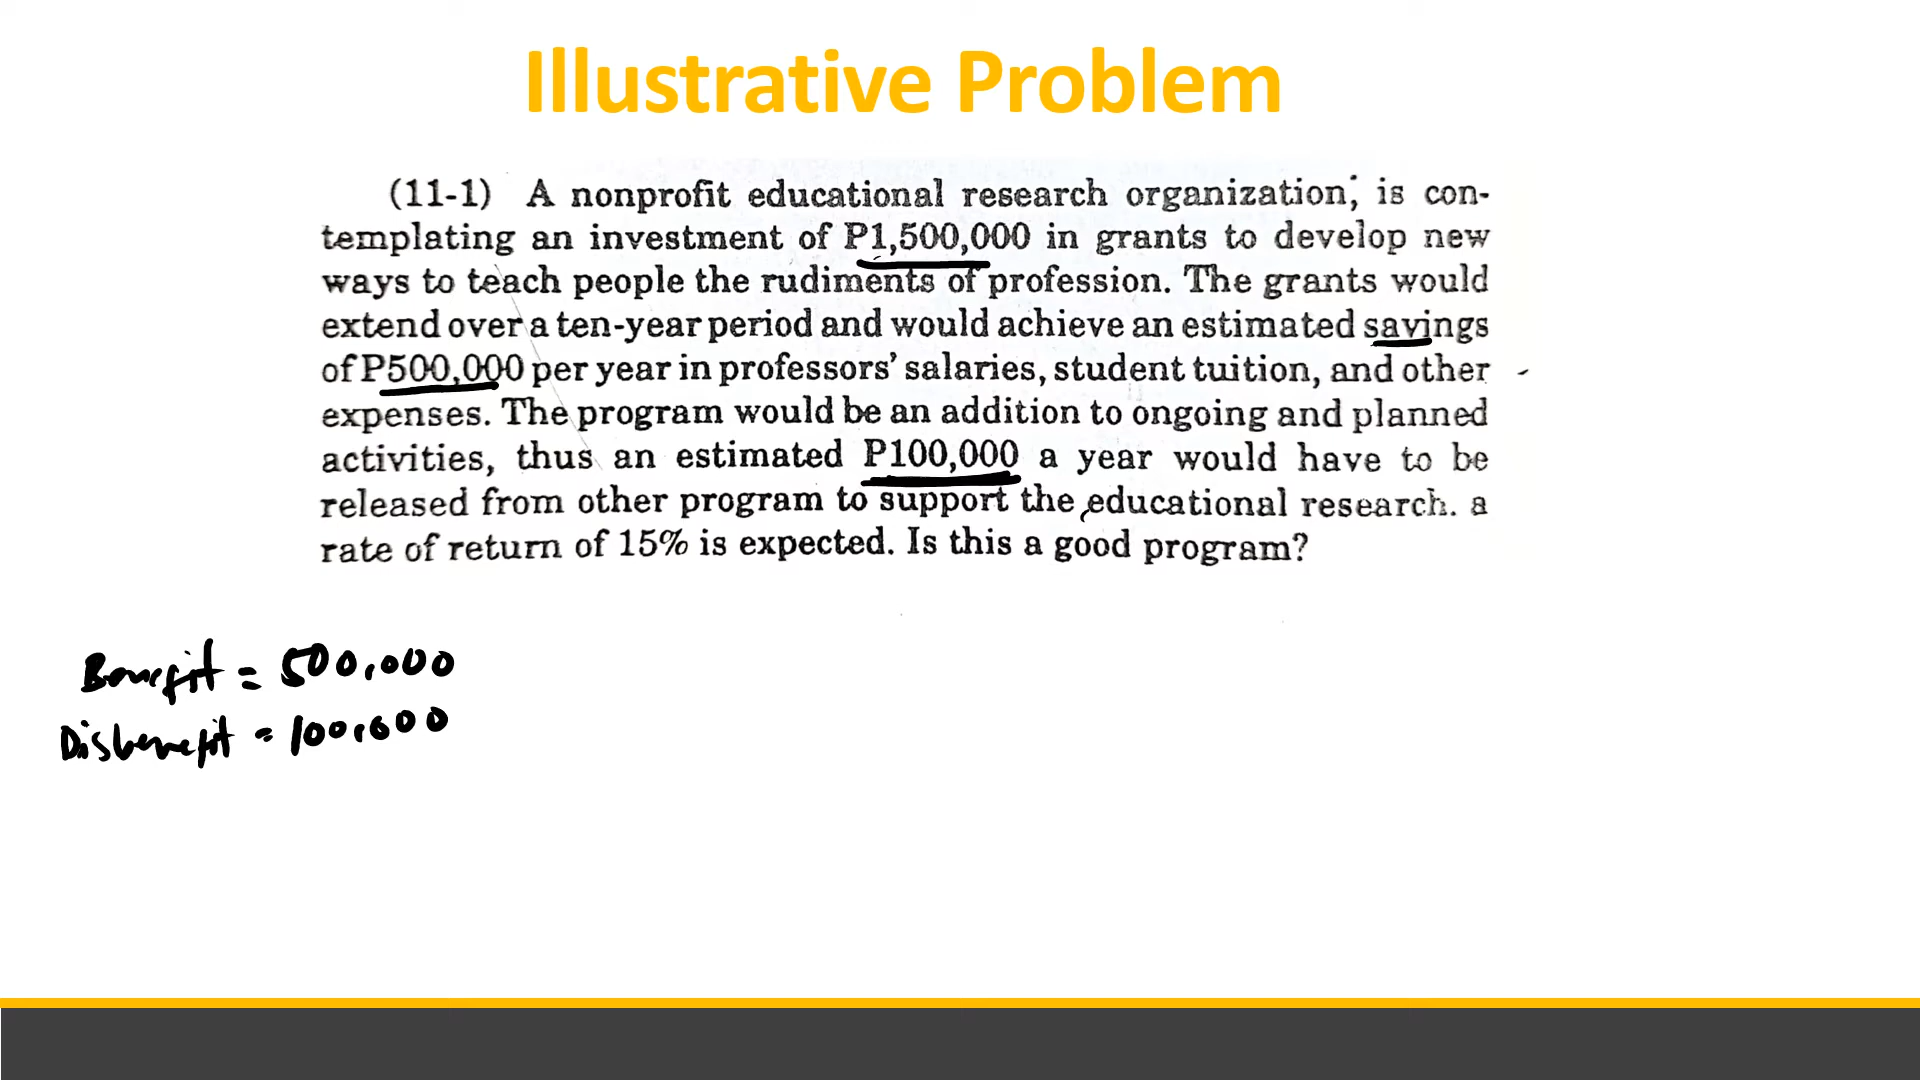 Illustrative Problem
(11-1) A nonprofit educational research organization, is con-
templating an investment of P1,500,000 in grants to develop new
ways to teach people the rudiments of profession. The grants would
extend over a ten-year period and would achieve an estimated savings
of P500,000 per year in professors' salaries, student tuition, and other
expenses. The program would be an addition to ongoing and planned
activities, thus an estimated P100,000 a year would have to be
released from other program to support the educational research. a
rate of return of 15% is expected. Is this a good program?
Benefit = 500,000
Disbenefit = 100,000